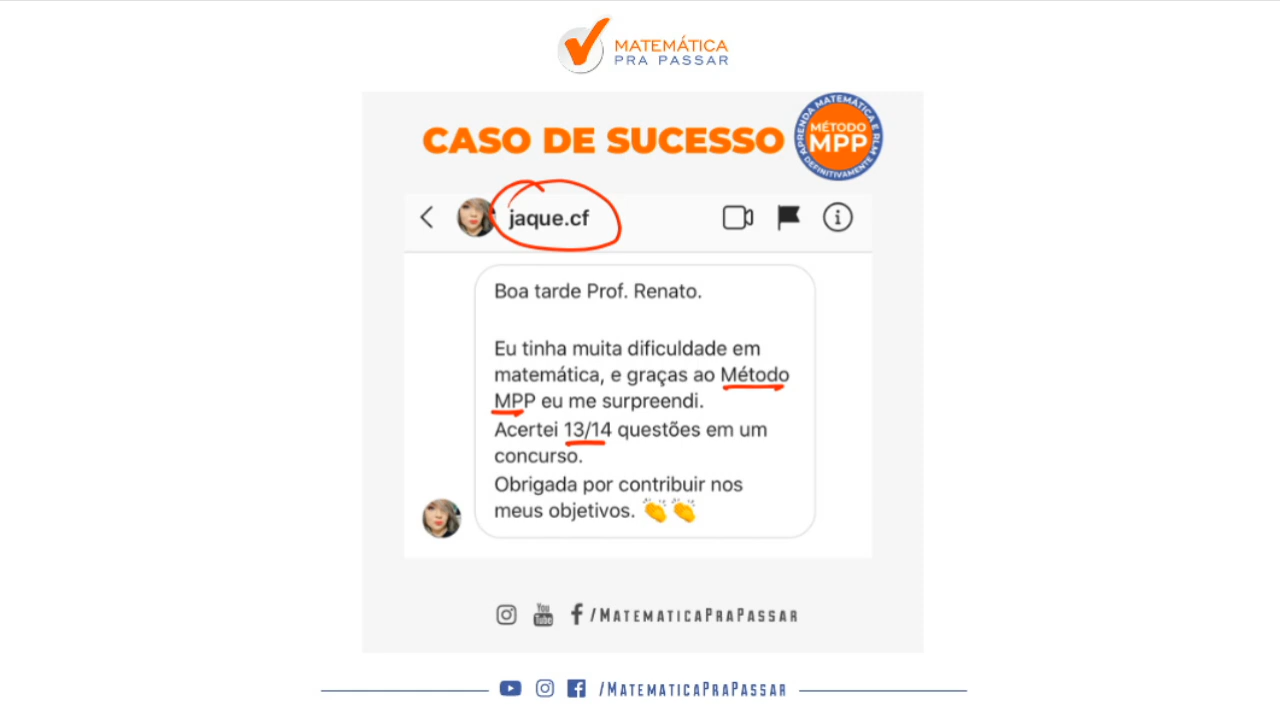 MATEMÁTICA
PRA PASSAR
CASO DE SUCESSO
APRENDA MATEMÁTICA E RLM
MÉTODO
MPP
DEFINITIVAMENTE
jaque.cf
Boa tarde Prof. Renato.
Eu tinha muita dificuldade em
matemática, e graças ao Método
MPP eu me surpreendi.
Acertei 13/14 questões em um
concurso.
Obrigada por contribuir nos
meus objetivos. 👏👏
You
Tube
/MATEMATICAPRAPASSAR
/MATEMATICAPRAPASSAR